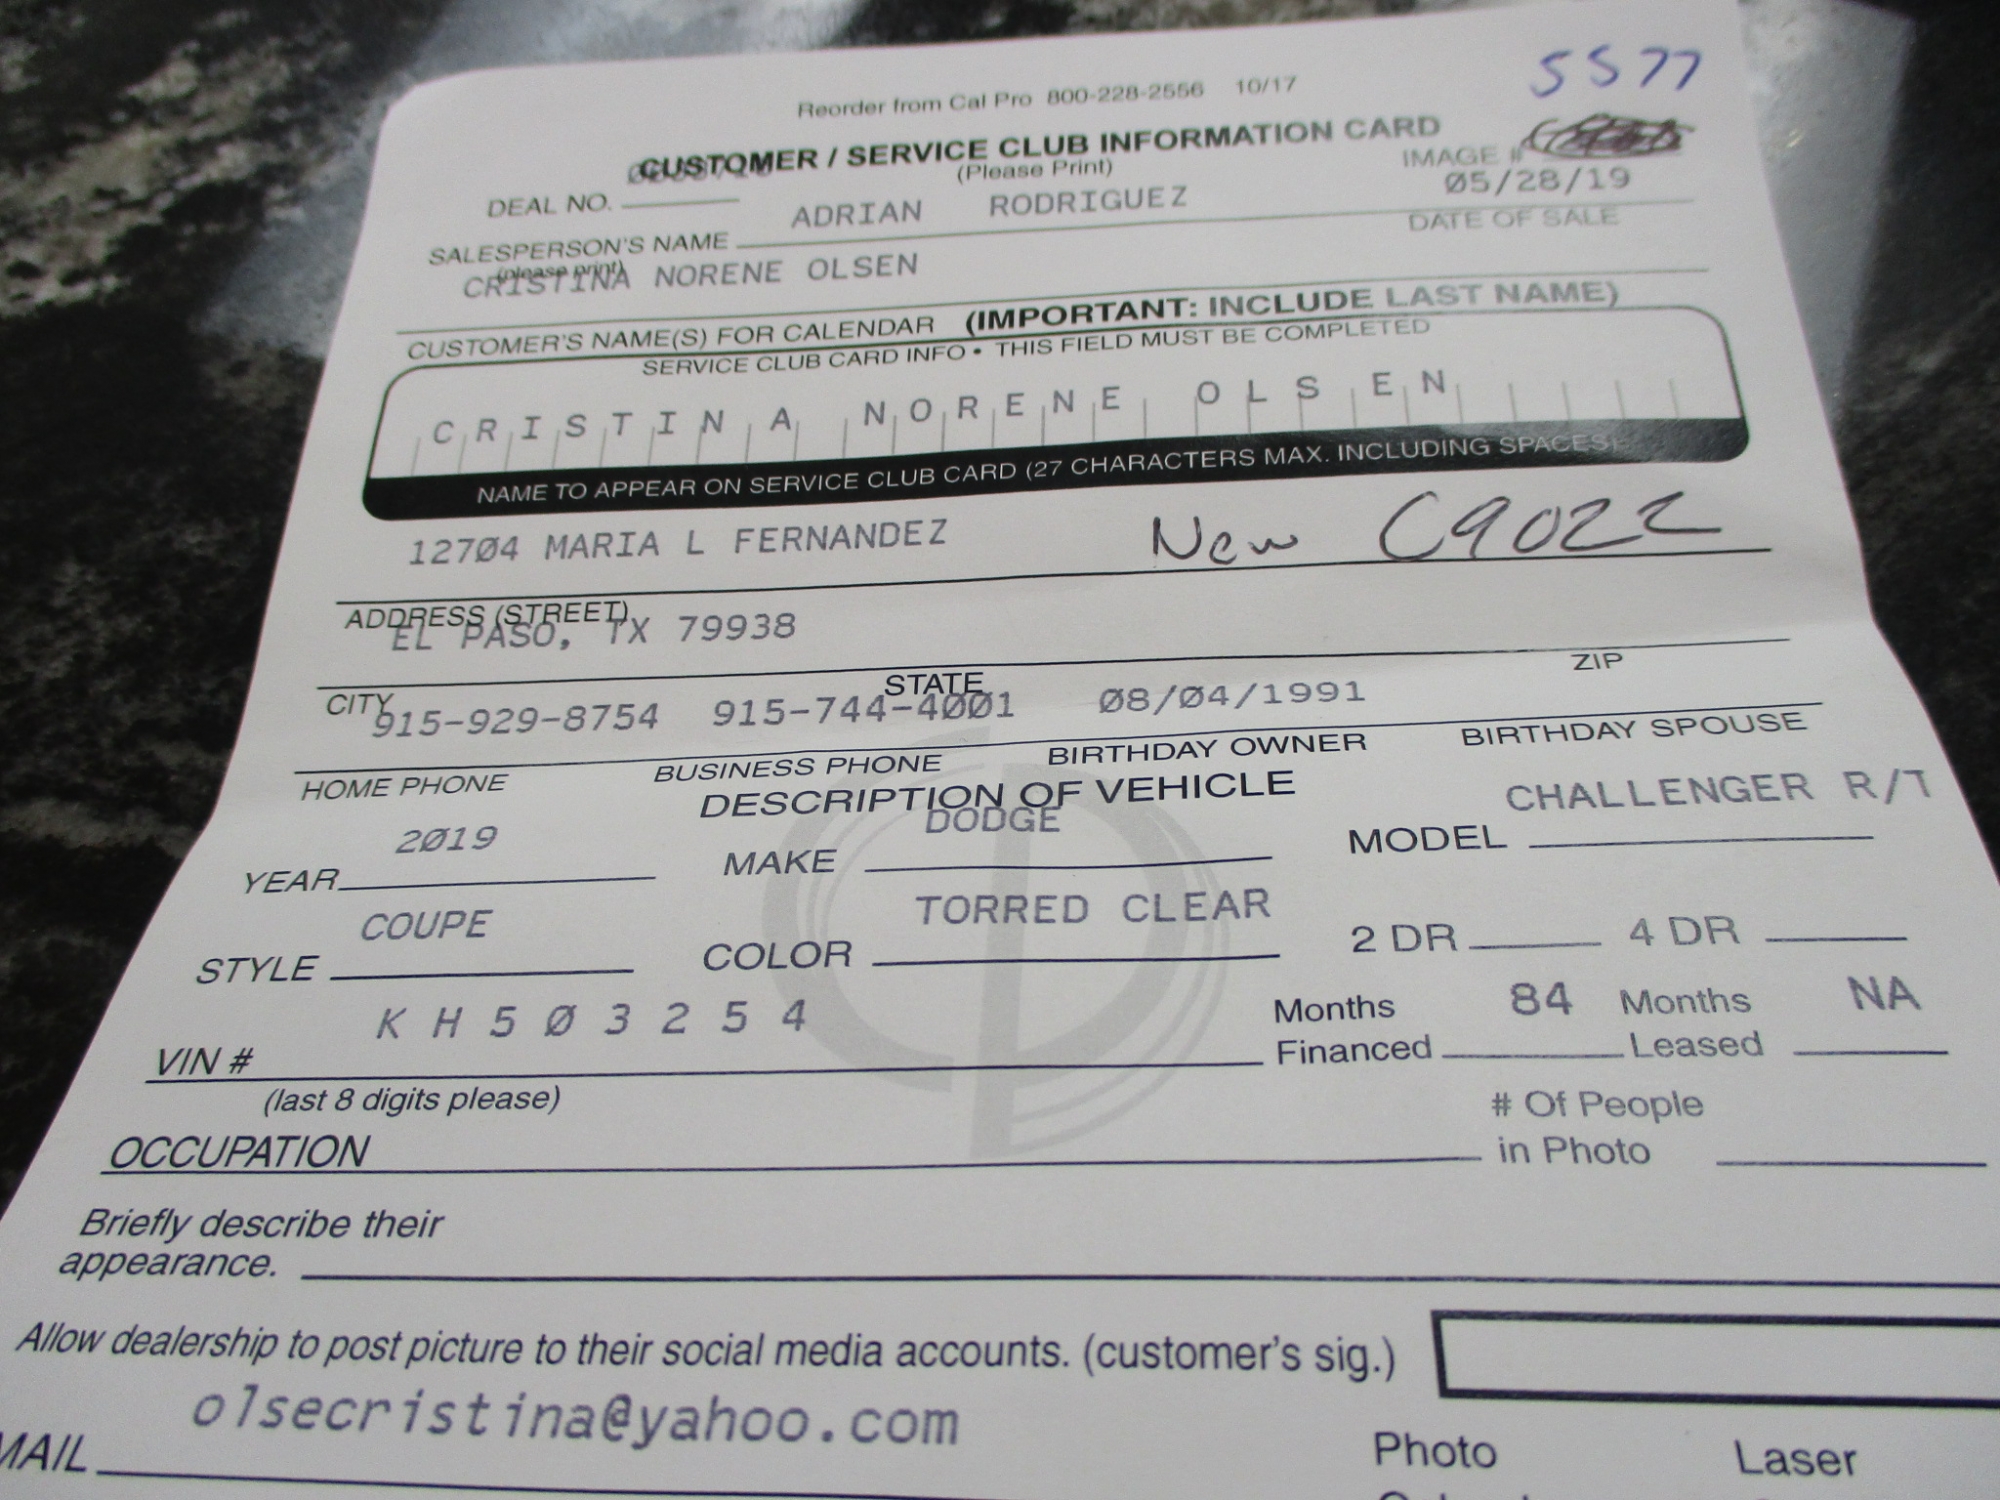 5577
Reorder from Cal Pro 800-228-2556 10/17
CUSTOMER / SERVICE CLUB INFORMATION CARD
(Please Print)
IMAGE #
DEAL NO.
05/28/19
ADRIAN RODRIGUEZ
SALESPERSON'S NAME
DATE OF SALE
(please print)
CRISTINA NORENE OLSEN
CUSTOMER'S NAME(S) FOR CALENDAR (IMPORTANT: INCLUDE LAST NAME)
SERVICE CLUB CARD INFO • THIS FIELD MUST BE COMPLETED
CRISTINA NORENE OLSEN
NAME TO APPEAR ON SERVICE CLUB CARD (27 CHARACTERS MAX. INCLUDING SPACES)
12704 MARIA L FERNANDEZ New C9022
ADDRESS (STREET)
EL PASO, TX 79938
CITY STATE ZIP
915-929-8754 915-744-4001 08/04/1991
HOME PHONE BUSINESS PHONE BIRTHDAY OWNER BIRTHDAY SPOUSE
DESCRIPTION OF VEHICLE
2019 DODGE CHALLENGER R/T
YEAR MAKE MODEL
COUPE TORRED CLEAR
STYLE COLOR 2 DR 4 DR
KH503254
VIN #
Months Financed 84 Months Leased NA
(last 8 digits please)
# Of People
OCCUPATION in Photo
Briefly describe their
appearance.
Allow dealership to post picture to their social media accounts. (customer's sig.)
olsecristina@yahoo.com
MAIL
Photo Laser